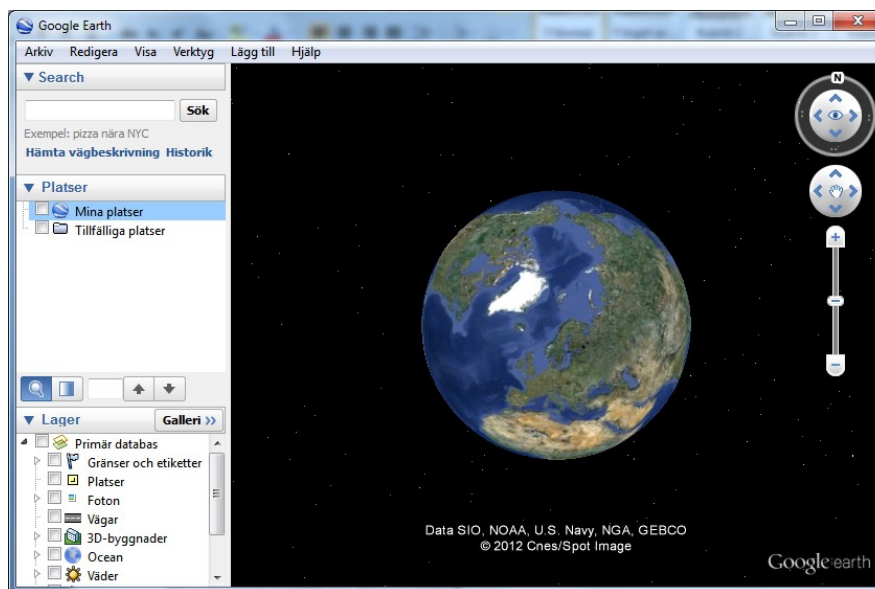 Google Earth
Arkiv Redigera Visa Verktyg Lägg till Hjälp
Search
Sök
Exempel: pizza nära NYC
Hämta vägbeskrivning Historik
Platser
Mina platser
Tillfälliga platser
Lager
Galleri >>
Primär databas
Gränser och etiketter
Platser
Foton
Vägar
3D-byggnader
Ocean
Väder
N
Data SIO, NOAA, U.S. Navy, NGA, GEBCO
© 2012 Cnes/Spot Image
Google earth